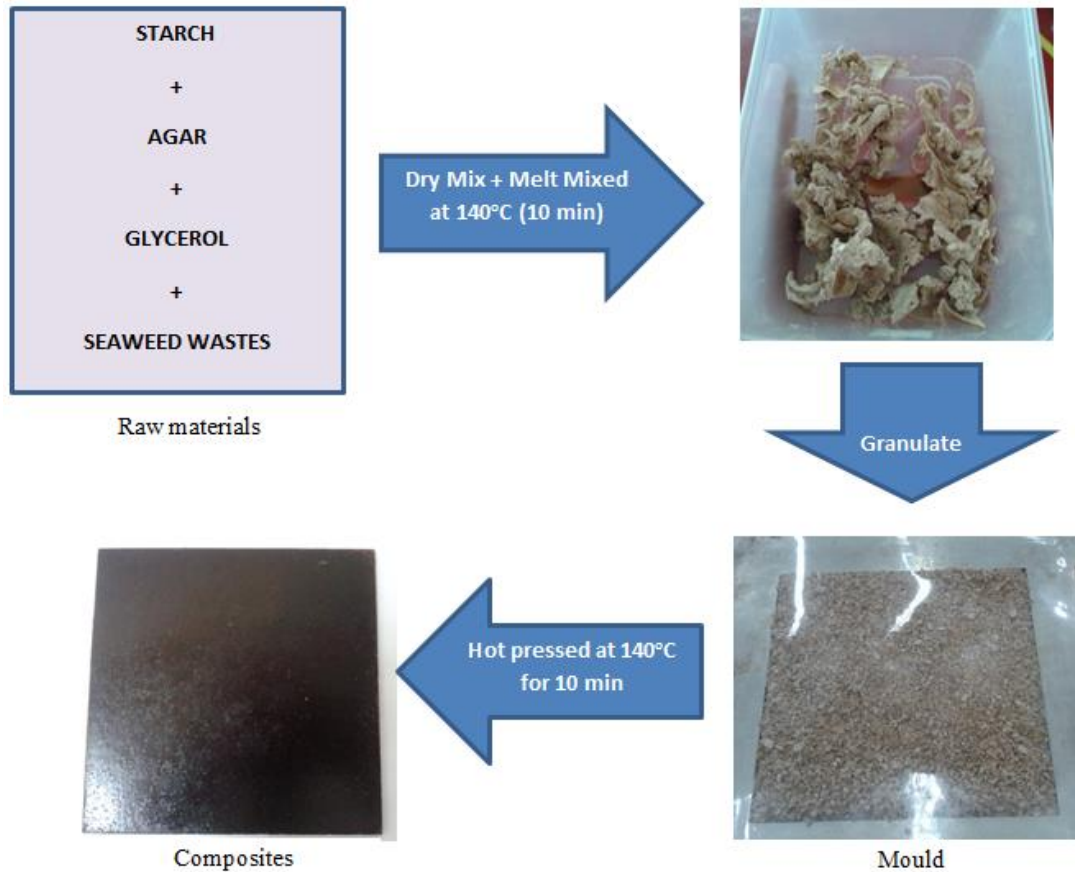 STARCH
+
AGAR
+
GLYCEROL
+
SEAWEED WASTES
Raw materials
Dry Mix + Melt Mixed
at 140°C (10 min)
Granulate
Mould
Hot pressed at 140°C
for 10 min
Composites